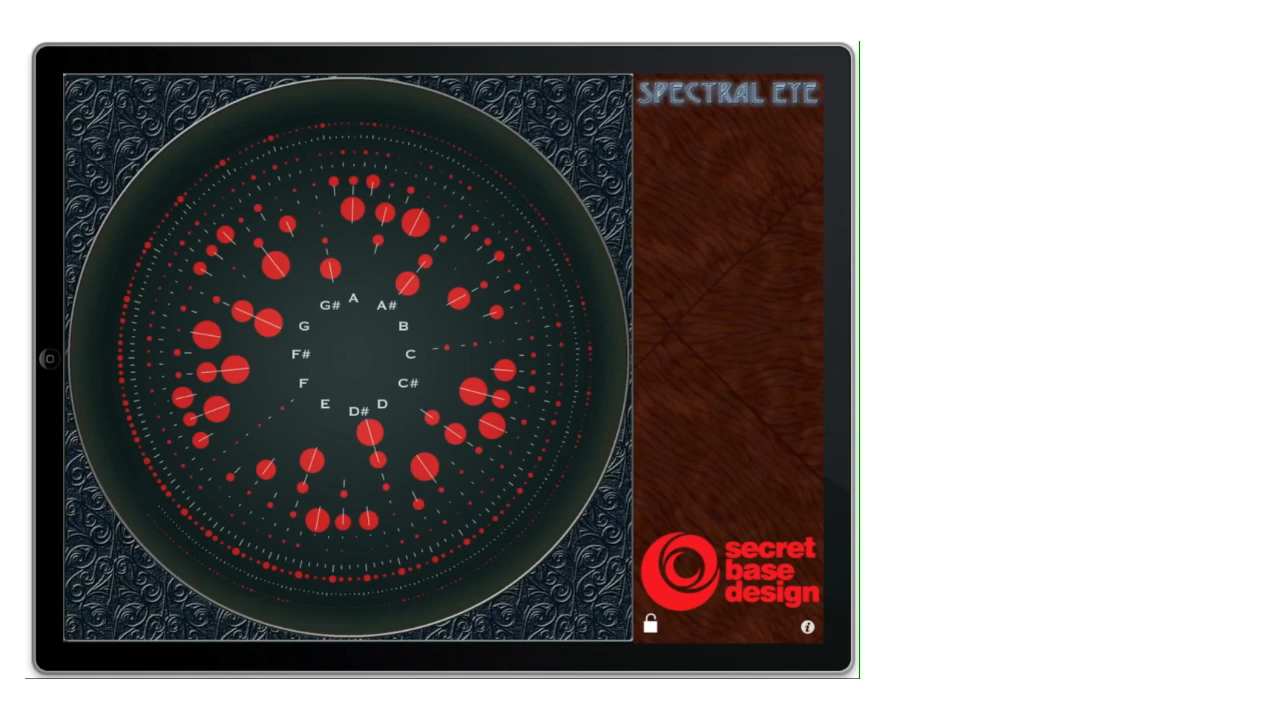 SPECTRAL EYE
A
G# A#
G B
F# C
F C#
E D
D#
secret
base
design
i